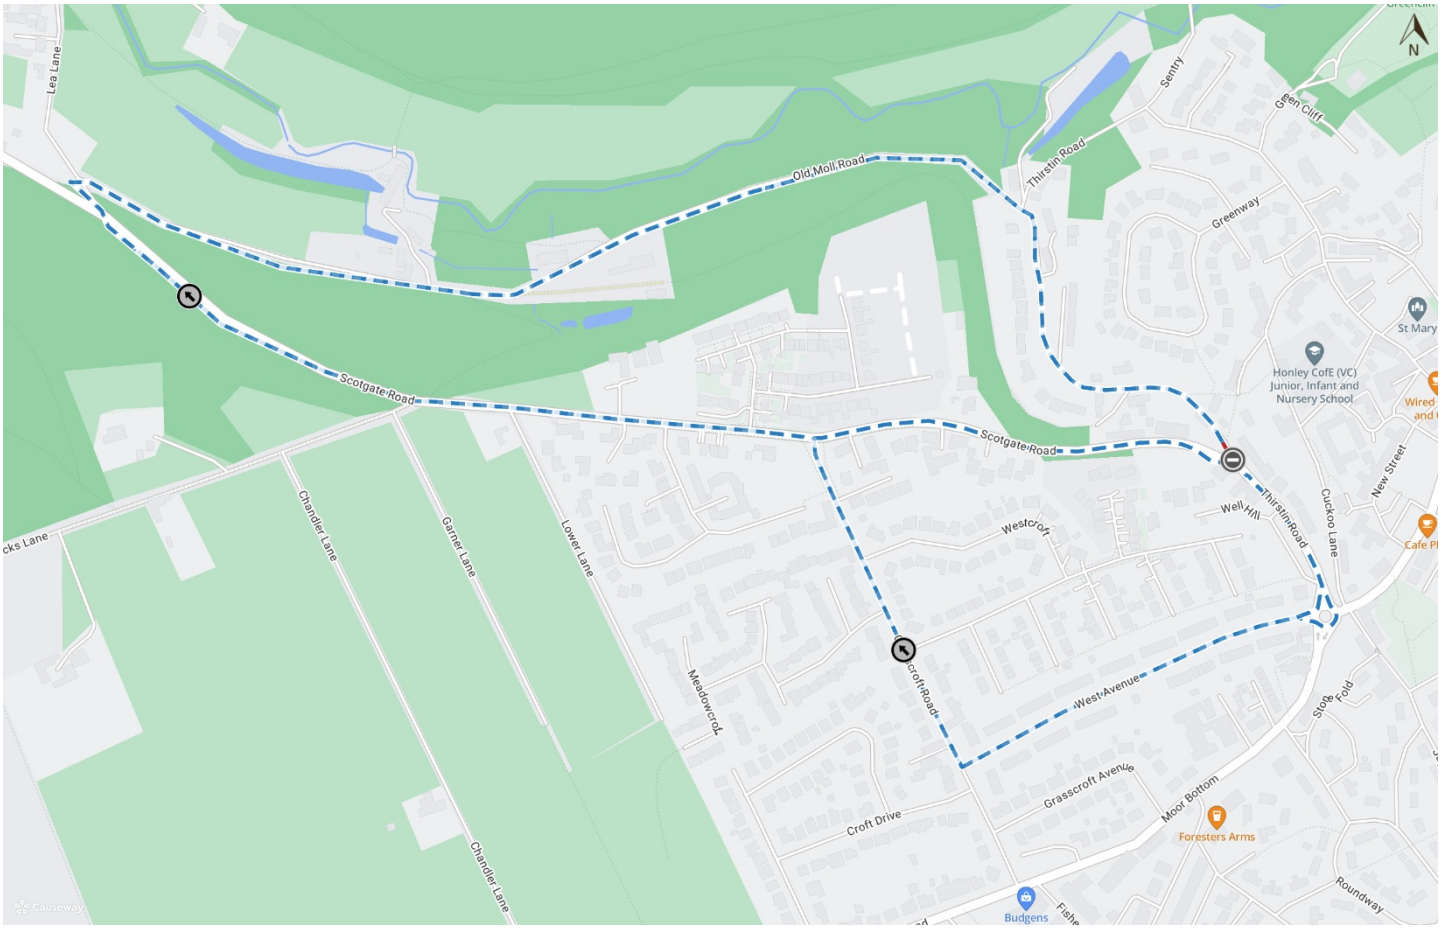 Lea Lane
N
Sentry
Green Cliff
Old Moll Road
Thirstin Road
Greenway
St Mary
Honley CofE (VC)
Junior, Infant and
Nursery School
Wired
and
Scotgate Road
Scotgate Road
New Street
Cuckoo Lane
Well Hill
Thirstin Road
Cafe
cks Lane
Chandler Lane
Garner Lane
Lower Lane
Westcroft
croft Road
Meadowcrof
West Avenue
Stone Fold
Grasscroft Avenue
Moor Bottom
Croft Drive
Foresters Arms
Chandler Lane
Roundway
Budgens
Fishe
Causeway